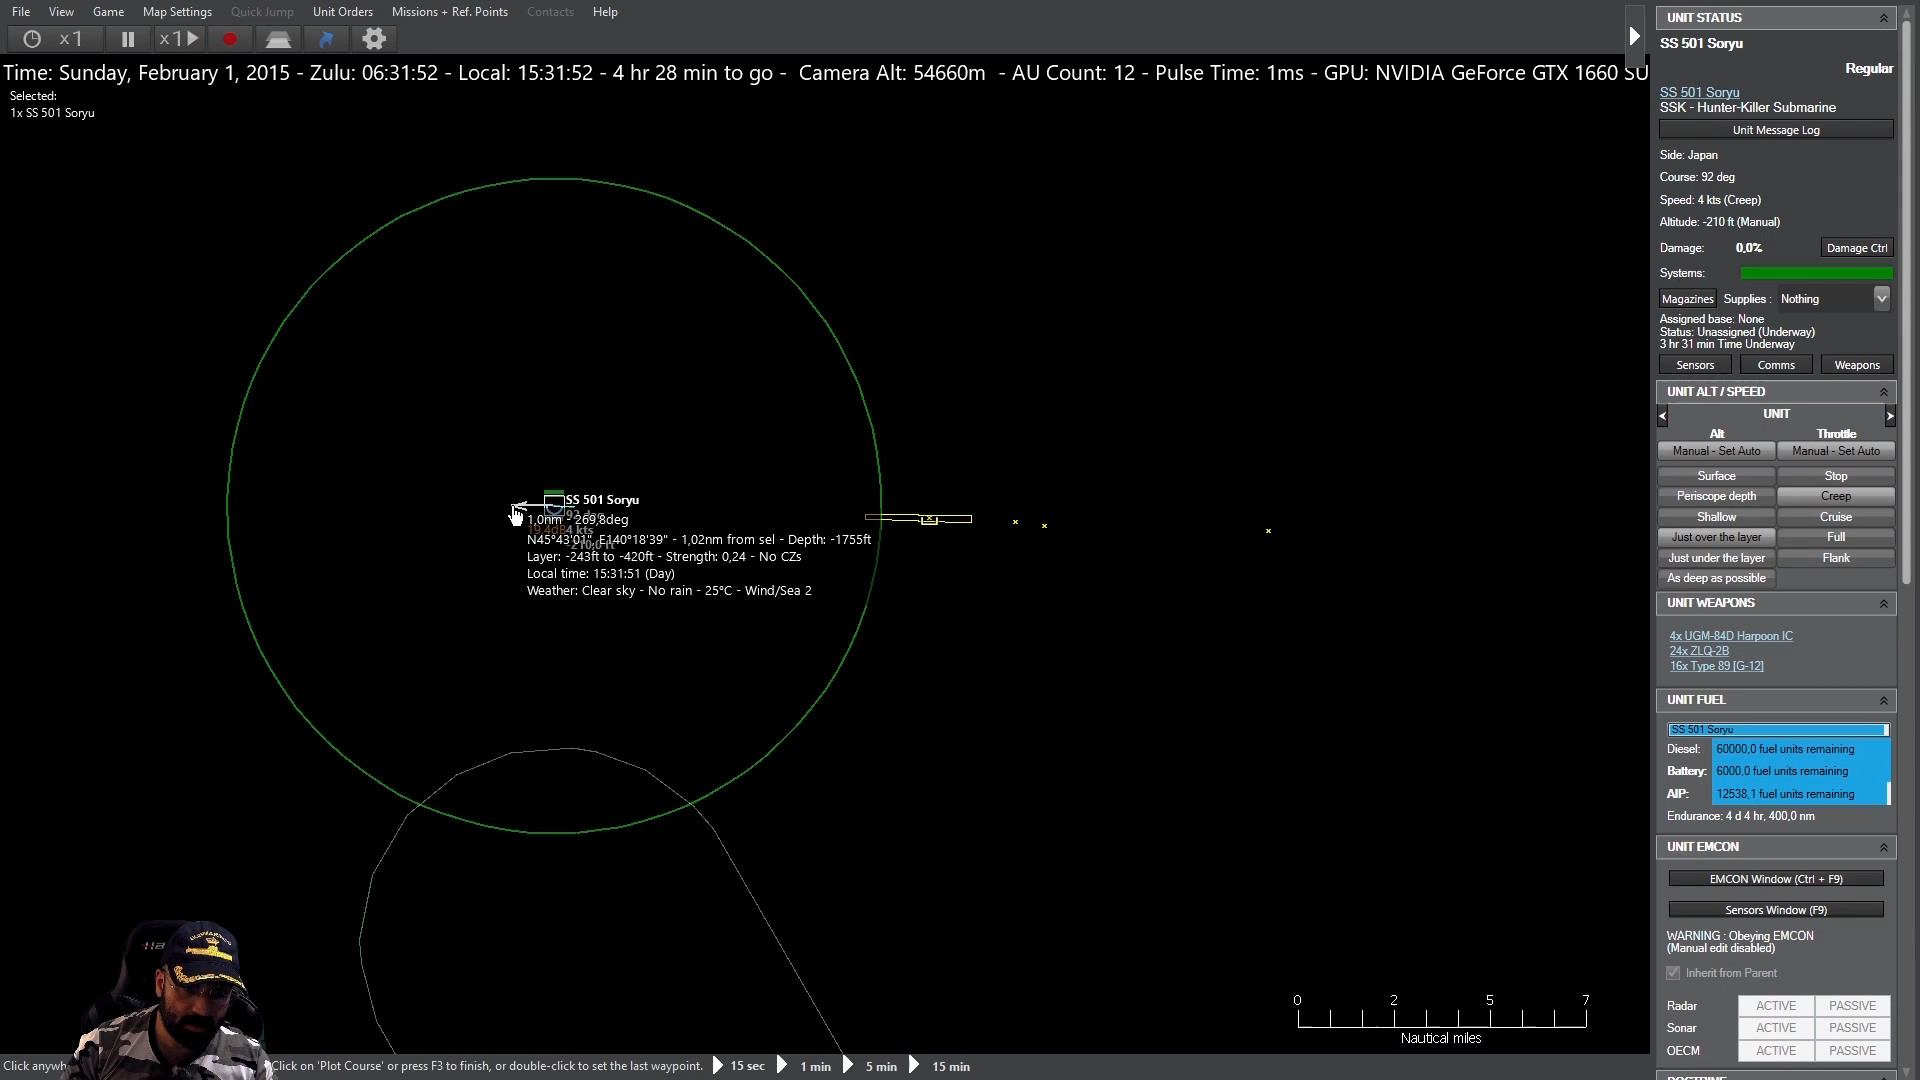 File View Game Map Settings Quick Jump Unit Orders Missions + Ref. Points Contacts Help
x1 x1
Time: Sunday, February 1, 2015 - Zulu: 06:31:52 - Local: 15:31:52 - 4 hr 28 min to go - Camera Alt: 54660m - AU Count: 12 - Pulse Time: 1ms - GPU: NVIDIA GeForce GTX 1660 SU
Selected:
1x SS 501 Soryu
SS 501 Soryu
1,0nm - 269,8deg
4 kts
N45°43'01", E140°18'39" - 1,02nm from sel - Depth: -1755ft
Layer: -243ft to -420ft - Strength: 0,24 - No CZs
Local time: 15:31:51 (Day)
Weather: Clear sky - No rain - 25°C - Wind/Sea 2
0 2 5 7
Nautical miles
Click anywh
Click on 'Plot Course' or press F3 to finish, or double-click to set the last waypoint. 15 sec 1 min 5 min 15 min
UNIT STATUS
SS 501 Soryu
Regular
SS 501 Soryu
SSK - Hunter-Killer Submarine
Unit Message Log
Side: Japan
Course: 92 deg
Speed: 4 kts (Creep)
Altitude: -210 ft (Manual)
Damage: 0,0% Damage Ctrl
Systems:
Magazines Supplies : Nothing
Assigned base: None
Status: Unassigned (Underway)
3 hr 31 min Time Underway
Sensors Comms Weapons
UNIT ALT / SPEED
< UNIT >
Alt Throttle
Manual - Set Auto Manual - Set Auto
Surface Stop
Periscope depth Creep
Shallow Cruise
Just over the layer Full
Just under the layer Flank
As deep as possible
UNIT WEAPONS
4x UGM-84D Harpoon IC
24x ZLQ-2B
16x Type 89 [G-12]
UNIT FUEL
SS 501 Soryu
Diesel: 60000,0 fuel units remaining
Battery: 6000,0 fuel units remaining
AIP: 12538,1 fuel units remaining
Endurance: 4 d 4 hr, 400,0 nm
UNIT EMCON
EMCON Window (Ctrl + F9)
Sensors Window (F9)
WARNING : Obeying EMCON
(Manual edit disabled)
Inherit from Parent
Radar ACTIVE PASSIVE
Sonar ACTIVE PASSIVE
OECM ACTIVE PASSIVE